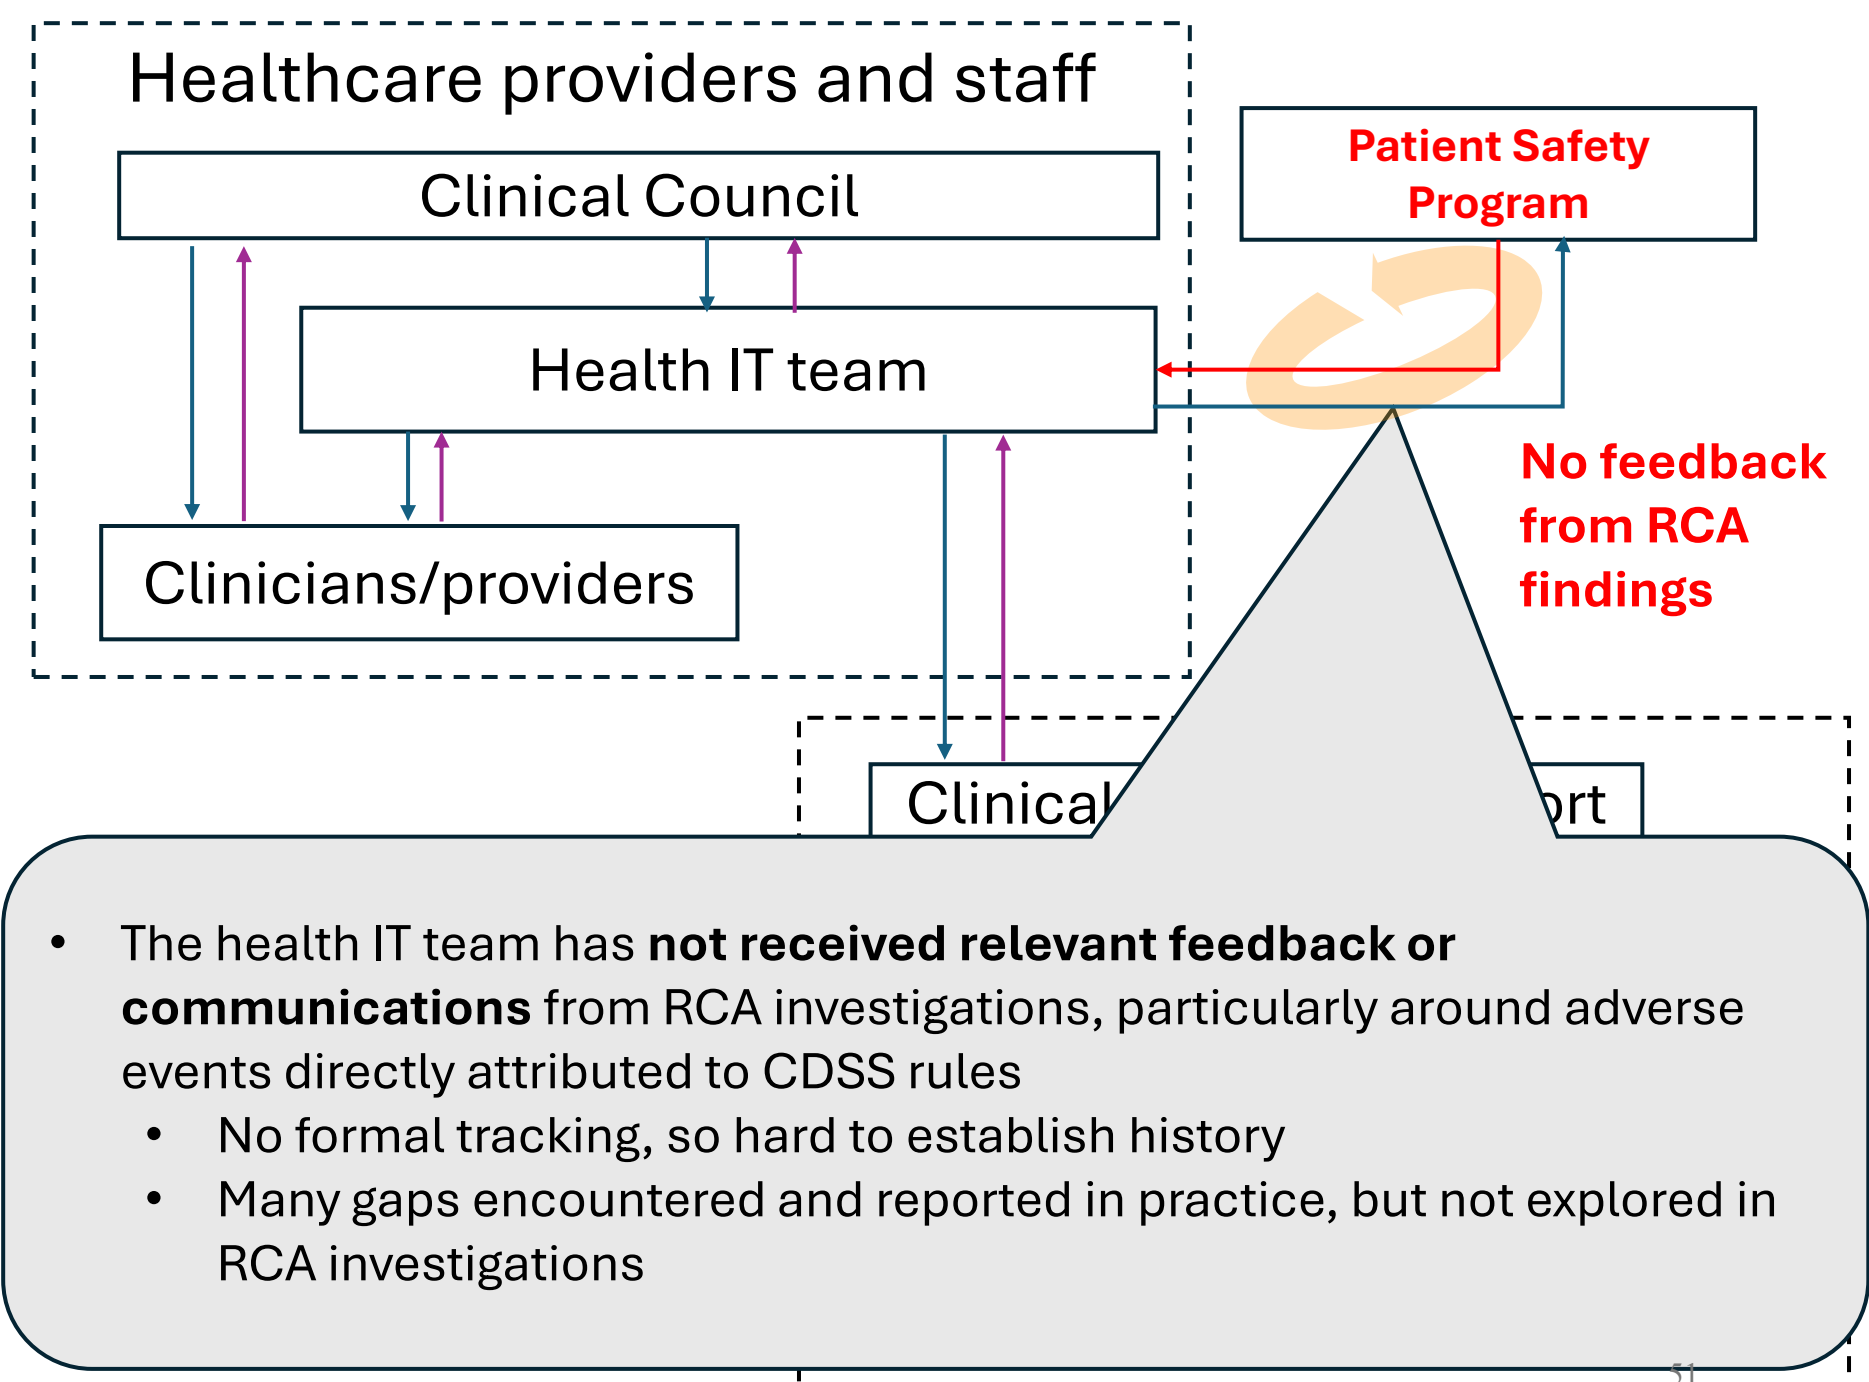 Healthcare providers and staff
Clinical Council
Patient Safety
Program
Health IT team
No feedback
from RCA
findings
Clinicians/providers
Clinical
• The health IT team has not received relevant feedback or
communications from RCA investigations, particularly around adverse
events directly attributed to CDSS rules
• No formal tracking, so hard to establish history
• Many gaps encountered and reported in practice, but not explored in
RCA investigations
51